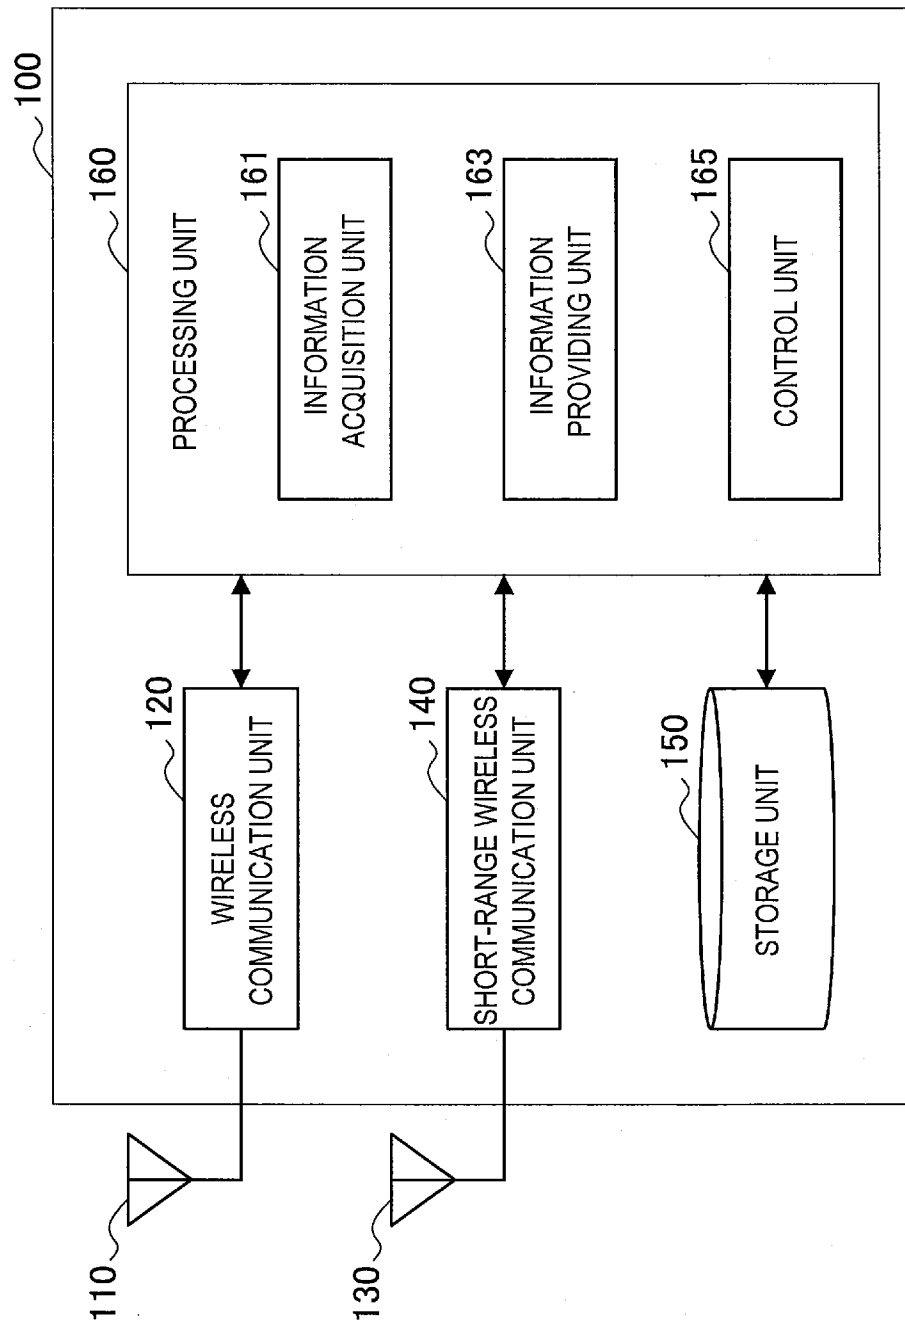 100
110
120
WIRELESS
COMMUNICATION UNIT
130
140
SHORT-RANGE WIRELESS
COMMUNICATION UNIT
150
STORAGE UNIT
160
PROCESSING UNIT
161
INFORMATION
ACQUISITION UNIT
163
INFORMATION
PROVIDING UNIT
165
CONTROL UNIT